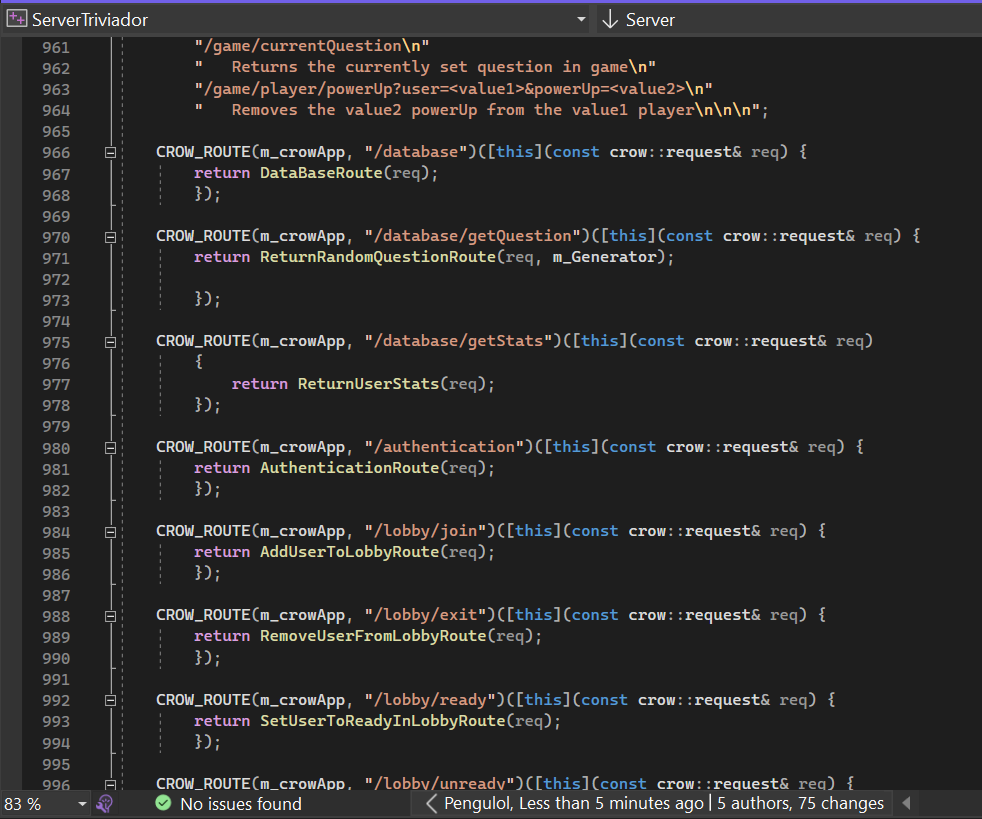 ServerTriviador Server
961 "/game/currentQuestion\n"
962 "   Returns the currently set question in game\n"
963 "/game/player/powerUp?user=<value1>&powerUp=<value2>\n"
964 "   Removes the value2 powerUp from the value1 player\n\n\n";
965
966 CROW_ROUTE(m_crowApp, "/database")([this](const crow::request& req) {
967 return DataBaseRoute(req);
968 });
969
970 CROW_ROUTE(m_crowApp, "/database/getQuestion")([this](const crow::request& req) {
971 return ReturnRandomQuestionRoute(req, m_Generator);
972
973 });
974
975 CROW_ROUTE(m_crowApp, "/database/getStats")([this](const crow::request& req)
976 {
977 return ReturnUserStats(req);
978 });
979
980 CROW_ROUTE(m_crowApp, "/authentication")([this](const crow::request& req) {
981 return AuthenticationRoute(req);
982 });
983
984 CROW_ROUTE(m_crowApp, "/lobby/join")([this](const crow::request& req) {
985 return AddUserToLobbyRoute(req);
986 });
987
988 CROW_ROUTE(m_crowApp, "/lobby/exit")([this](const crow::request& req) {
989 return RemoveUserFromLobbyRoute(req);
990 });
991
992 CROW_ROUTE(m_crowApp, "/lobby/ready")([this](const crow::request& req) {
993 return SetUserToReadyInLobbyRoute(req);
994 });
995
996 CROW_ROUTE(m_crowApp, "/lobby/unready")([this](const crow::request& req) {
83 % No issues found Pengulol, Less than 5 minutes ago | 5 authors, 75 changes